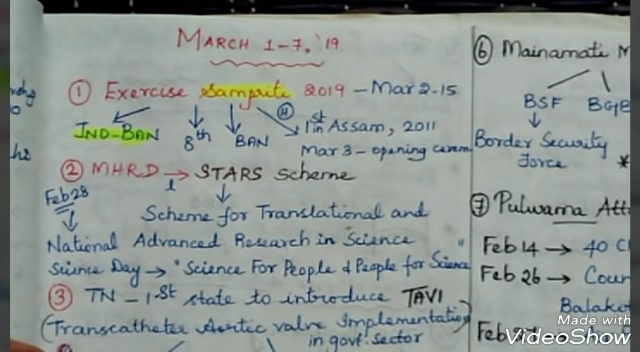 MARCH 1-7.'19
① Exercise Sampriti 2019 - Mar 2-15
IND-BAN 8th BAN (H) 1st in Assam, 2011
Mar 3 - opening cerem
② MHRD → STARS Scheme
Feb 28
Scheme for Translational and
National Advanced Research in Science
Science Day → "Science For People & People for Science"
③ TN - 1st state to introduce TAVI
(Transcatheter Aortic valve Implementation)
in govt sector
⑥ Mainamati M
BSF BGB
Border Security
Force *
⑦ Pulwama Att
Feb 14 → 40 C
Feb 26 → Coun
Balako
Feb
Made with
VideoShow